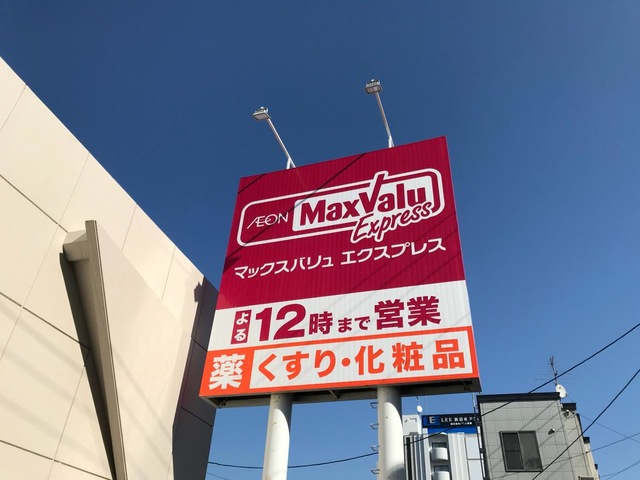 ÆON MaxValu
Express
マックスバリュ エクスプレス
よる 12時まで営業
薬 くすり・化粧品